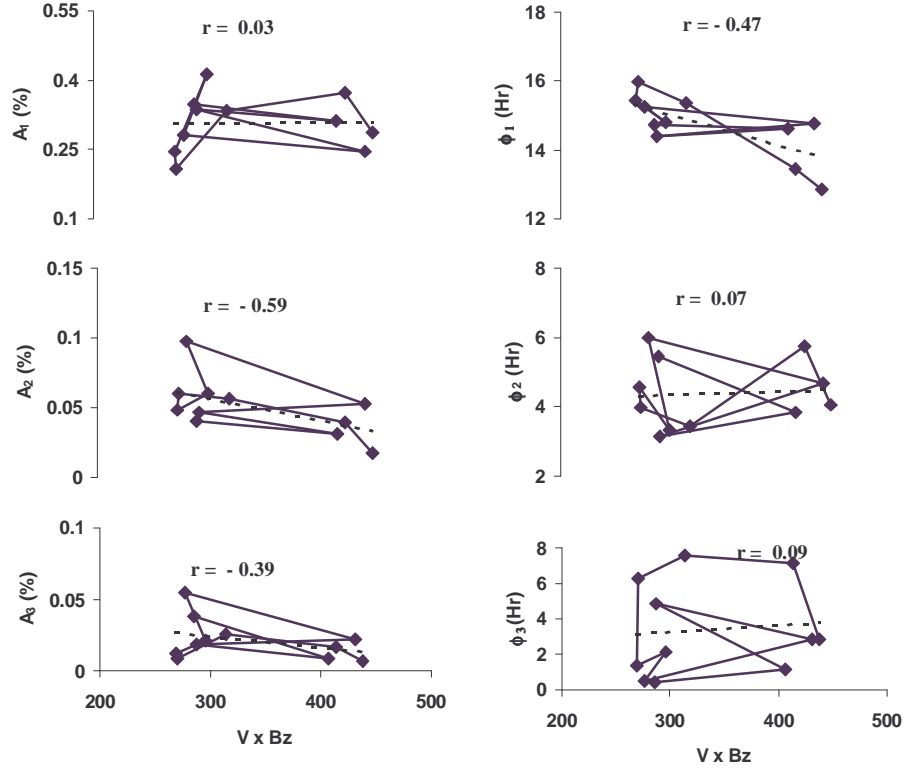 r = 0.03
0.55
0.4
0.25
0.1
A1 (%)
r = - 0.47
18
16
14
12
ϕ1 (Hr)
r = - 0.59
0.15
0.1
0.05
0
A2 (%)
r = 0.07
8
6
4
2
ϕ2 (Hr)
r = - 0.39
0.1
0.05
0
A3 (%)
200 300 400 500
V x Bz
r = 0.09
8
6
4
2
0
ϕ3 (Hr)
200 300 400 500
V x Bz